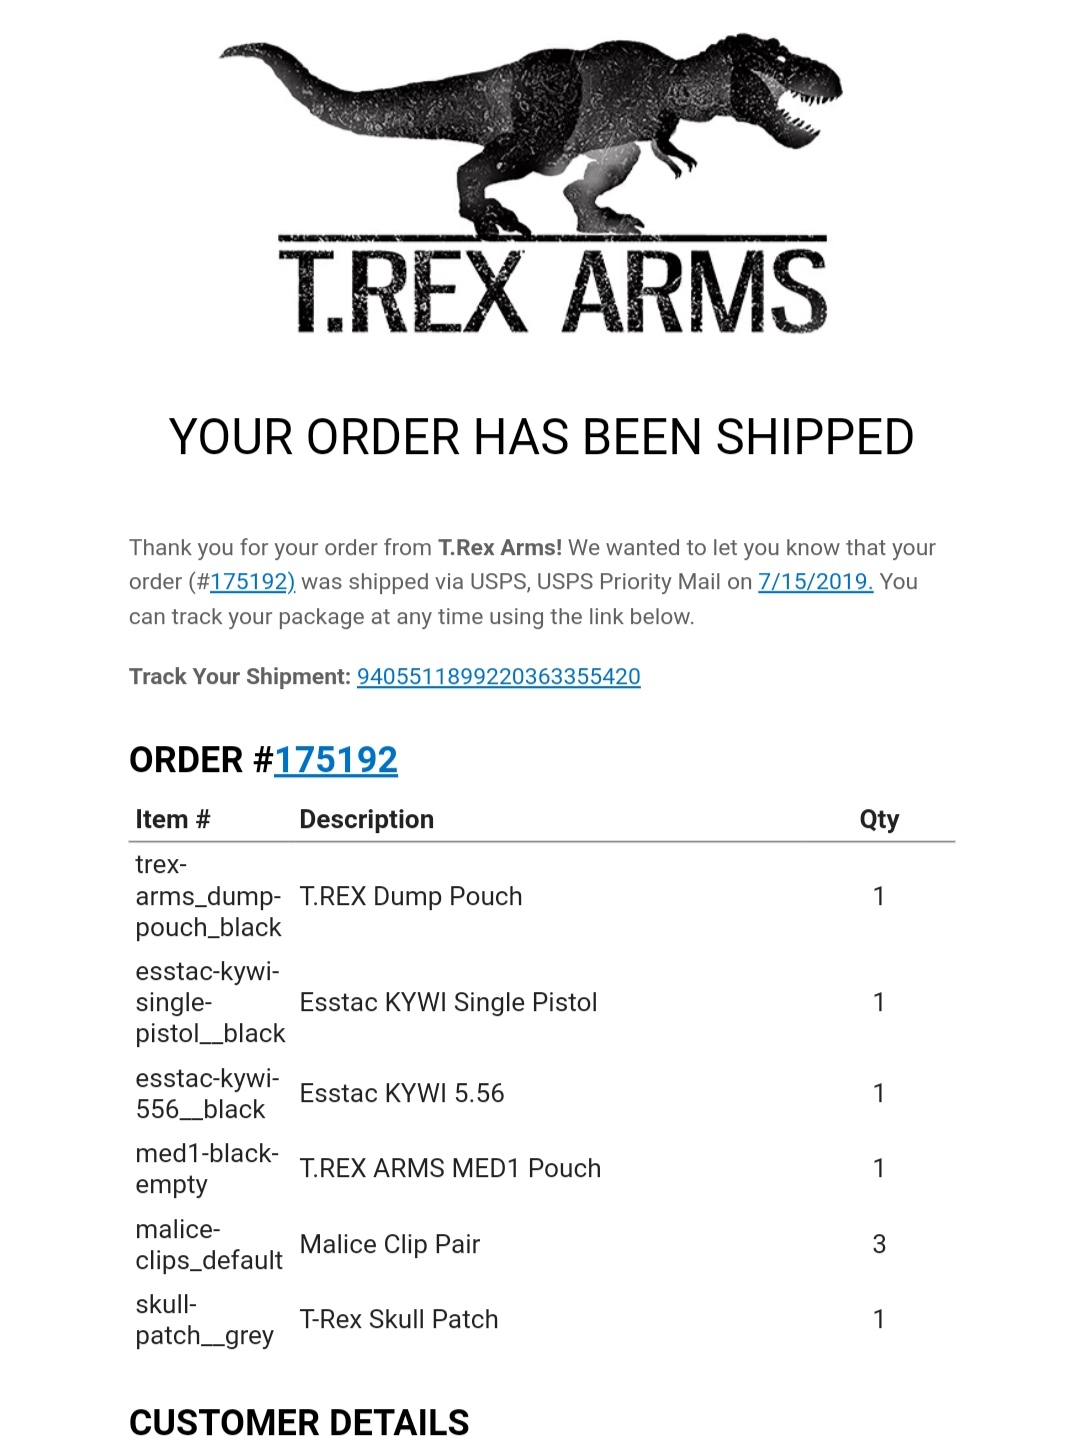 T.REX ARMS
YOUR ORDER HAS BEEN SHIPPED
Thank you for your order from T.Rex Arms! We wanted to let you know that your
order (#175192) was shipped via USPS, USPS Priority Mail on 7/15/2019. You
can track your package at any time using the link below.
Track Your Shipment: 9405511899220363355420
ORDER #175192
Item # Description Qty
trex-
arms_dump- T.REX Dump Pouch 1
pouch_black
esstac-kywi-
single- Esstac KYWI Single Pistol 1
pistol__black
esstac-kywi-
556__black Esstac KYWI 5.56 1
med1-black-
empty T.REX ARMS MED1 Pouch 1
malice-
clips_default Malice Clip Pair 3
skull-
patch__grey T-Rex Skull Patch 1
CUSTOMER DETAILS